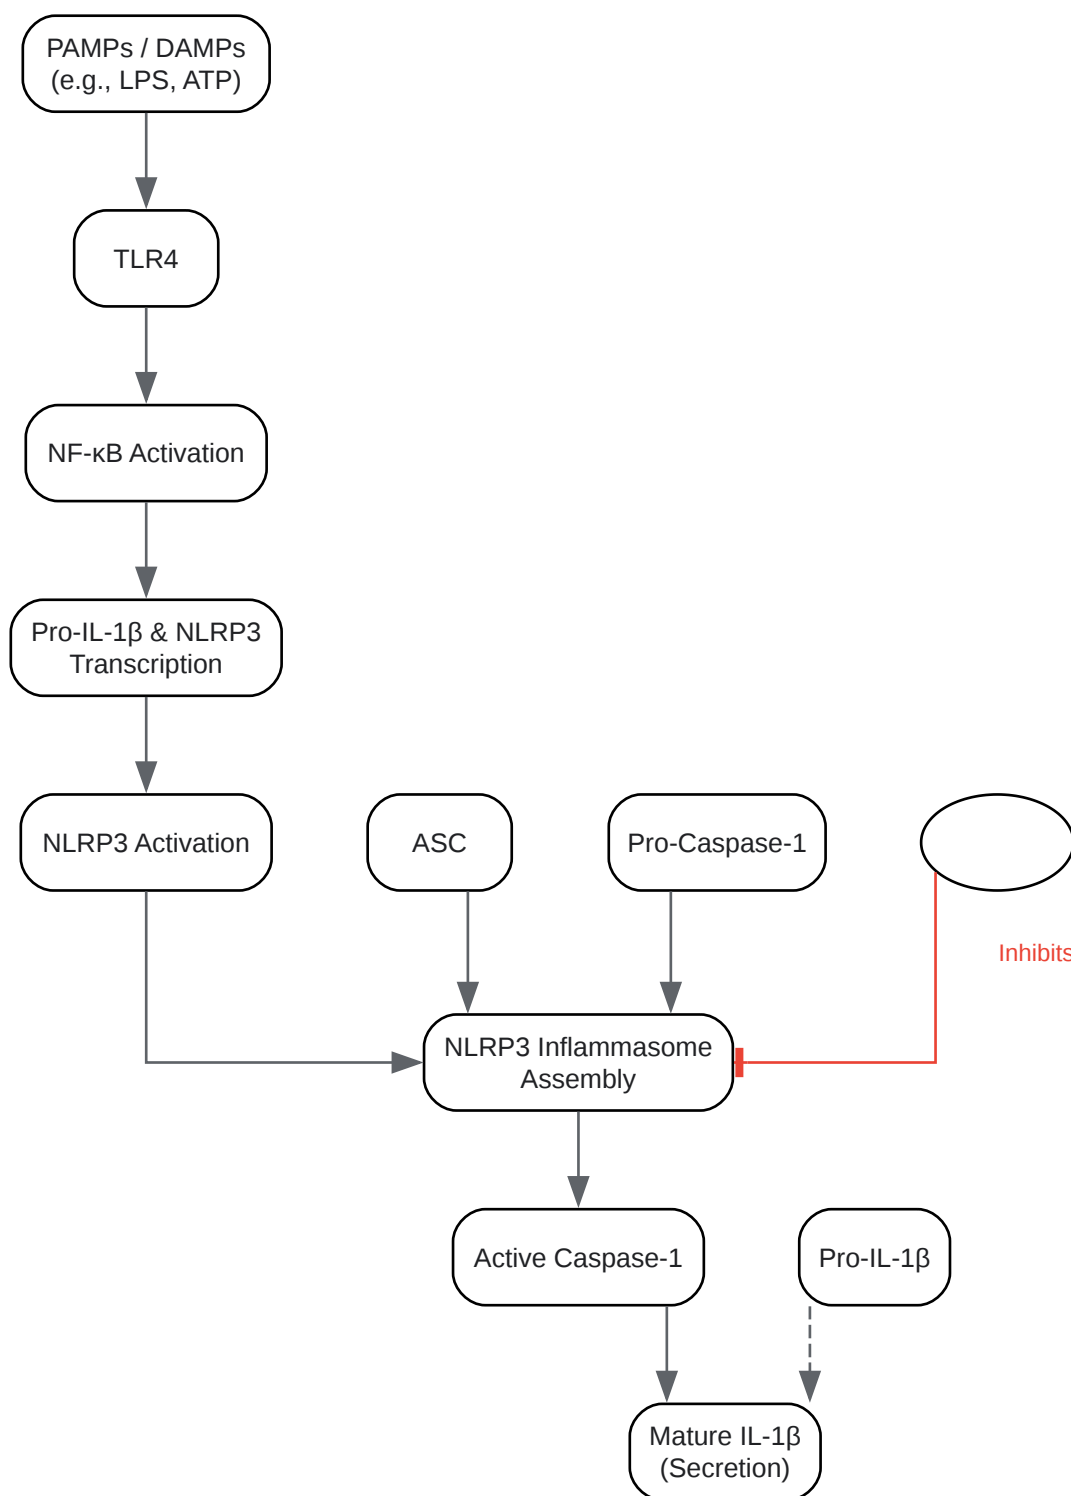 PAMPs / DAMPs
(e.g., LPS, ATP)
TLR4
NF-κB Activation
Pro-IL-1β & NLRP3
Transcription
NLRP3 Activation
ASC
Pro-Caspase-1
Inhibits
NLRP3 Inflammasome
Assembly
Active Caspase-1
Pro-IL-1β
Mature IL-1β
(Secretion)